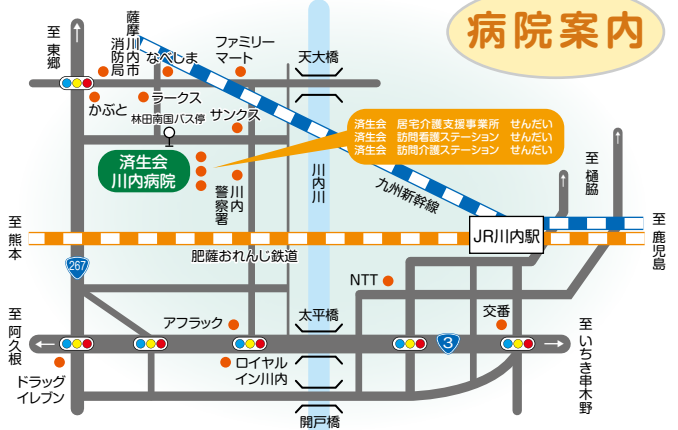 病院案内
至 東郷
薩摩川内市
消防局
なべしま
ファミリー
マート
天大橋
かぶと
ラークス
林田南国バス停
サンクス
済生会　居宅介護支援事業所　せんだい
済生会　訪問看護ステーション　せんだい
済生会　訪問介護ステーション　せんだい
済生会
川内病院
川内
警察署
川内川
九州新幹線
至 樋脇
至 熊本
JR川内駅
至 鹿児島
肥薩おれんじ鉄道
267
NTT
至 阿久根
アフラック
太平橋
交番
3
至 いちき串木野
ドラッグ
イレブン
ロイヤル
イン川内
開戸橋